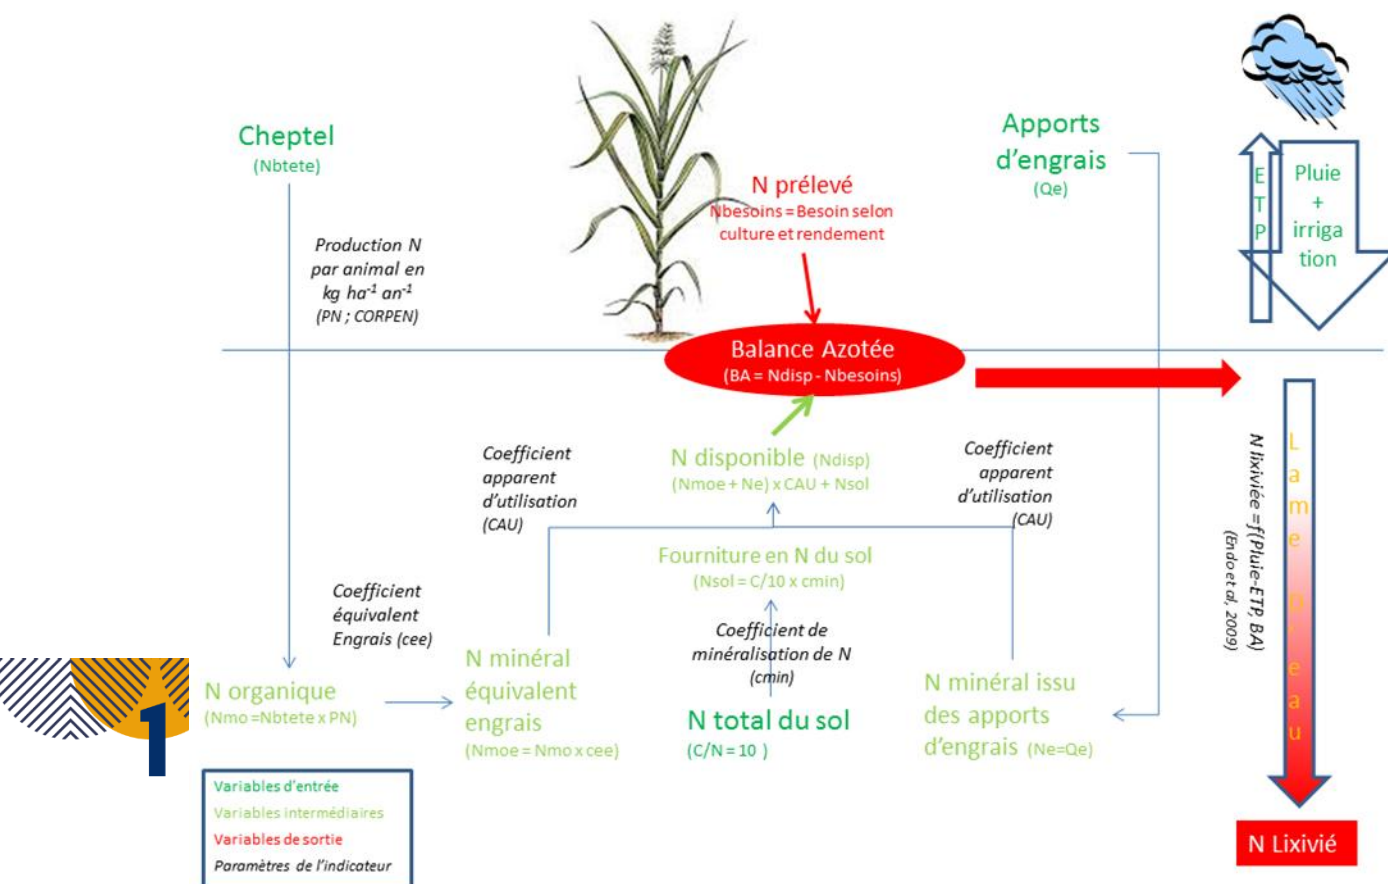 Cheptel
(Nbtete)
Production N
par animal en
kg ha⁻¹ an⁻¹
(PN ; CORPEN)
N prélevé
Nbesoins = Besoin selon
culture et rendement
Apports
d'engrais
(Qe)
ETP
Pluie
+
irriga
tion
Balance Azotée
(BA = Ndisp - Nbesoins)
Coefficient
apparent
d'utilisation
(CAU)
N disponible (Ndisp)
(Nmoe + Ne) x CAU + Nsol
Coefficient
apparent
d'utilisation
(CAU)
Fourniture en N du sol
(Nsol = C/10 x cmin)
Coefficient
équivalent
Engrais (cee)
Coefficient de
minéralisation de N
(cmin)
N organique
(Nmo =Nbtete x PN)
N minéral
équivalent
engrais
(Nmoe = Nmo x cee)
N total du sol
(C/N = 10 )
N minéral issu
des apports
d'engrais (Ne=Qe)
Lame D'eau
N lixiviée =f(Pluie-ETP, BA)
(Endo et al, 2009)
N Lixivié
1
Variables d'entrée
Variables intermédiaires
Variables de sortie
Paramètres de l'indicateur